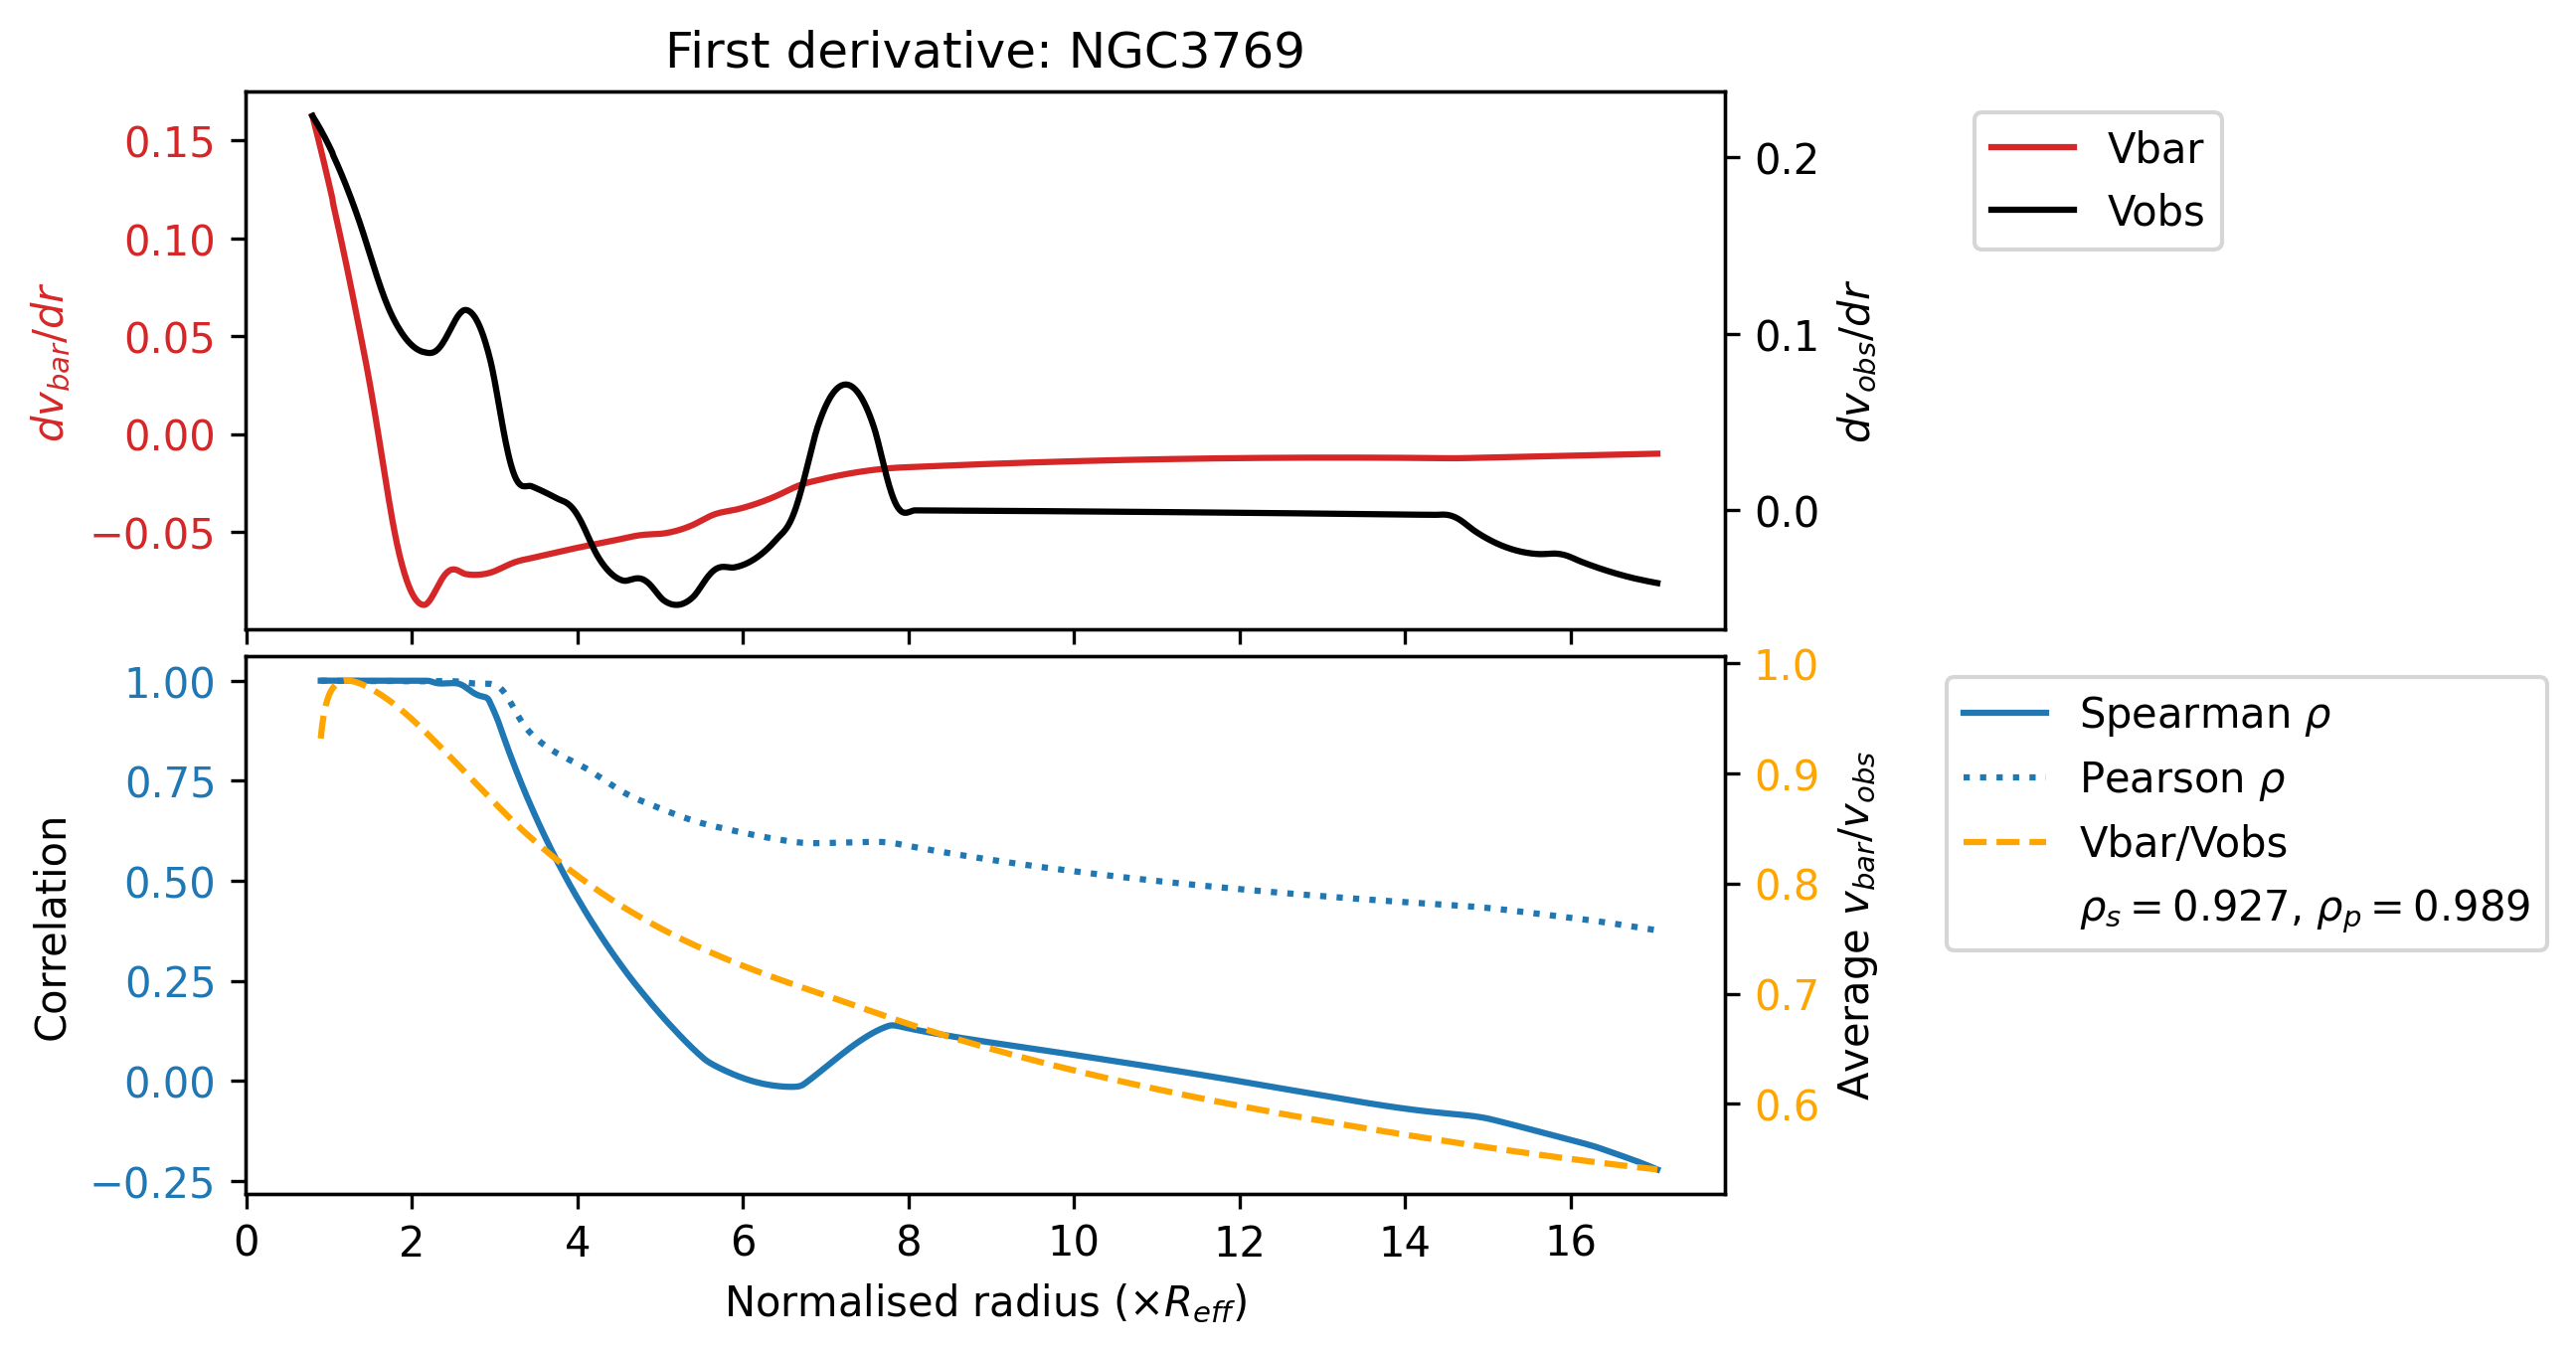 First derivative: NGC3769
dv_bar/dr
0.15
0.10
0.05
0.00
−0.05
0.2
0.1
0.0
dv_obs/dr
Vbar
Vobs
Correlation
1.00
0.75
0.50
0.25
0.00
−0.25
1.0
0.9
0.8
0.7
0.6
Average v_bar/v_obs
Spearman ρ
Pearson ρ
Vbar/Vobs
ρ_s = 0.927, ρ_p = 0.989
0 2 4 6 8 10 12 14 16
Normalised radius (×R_eff)